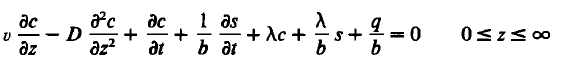 v ∂c/∂z − D ∂²c/∂z² + ∂c/∂t + 1/b ∂s/∂t + λc + λ/b s + q/b = 0 0 ≤ z ≤ ∞